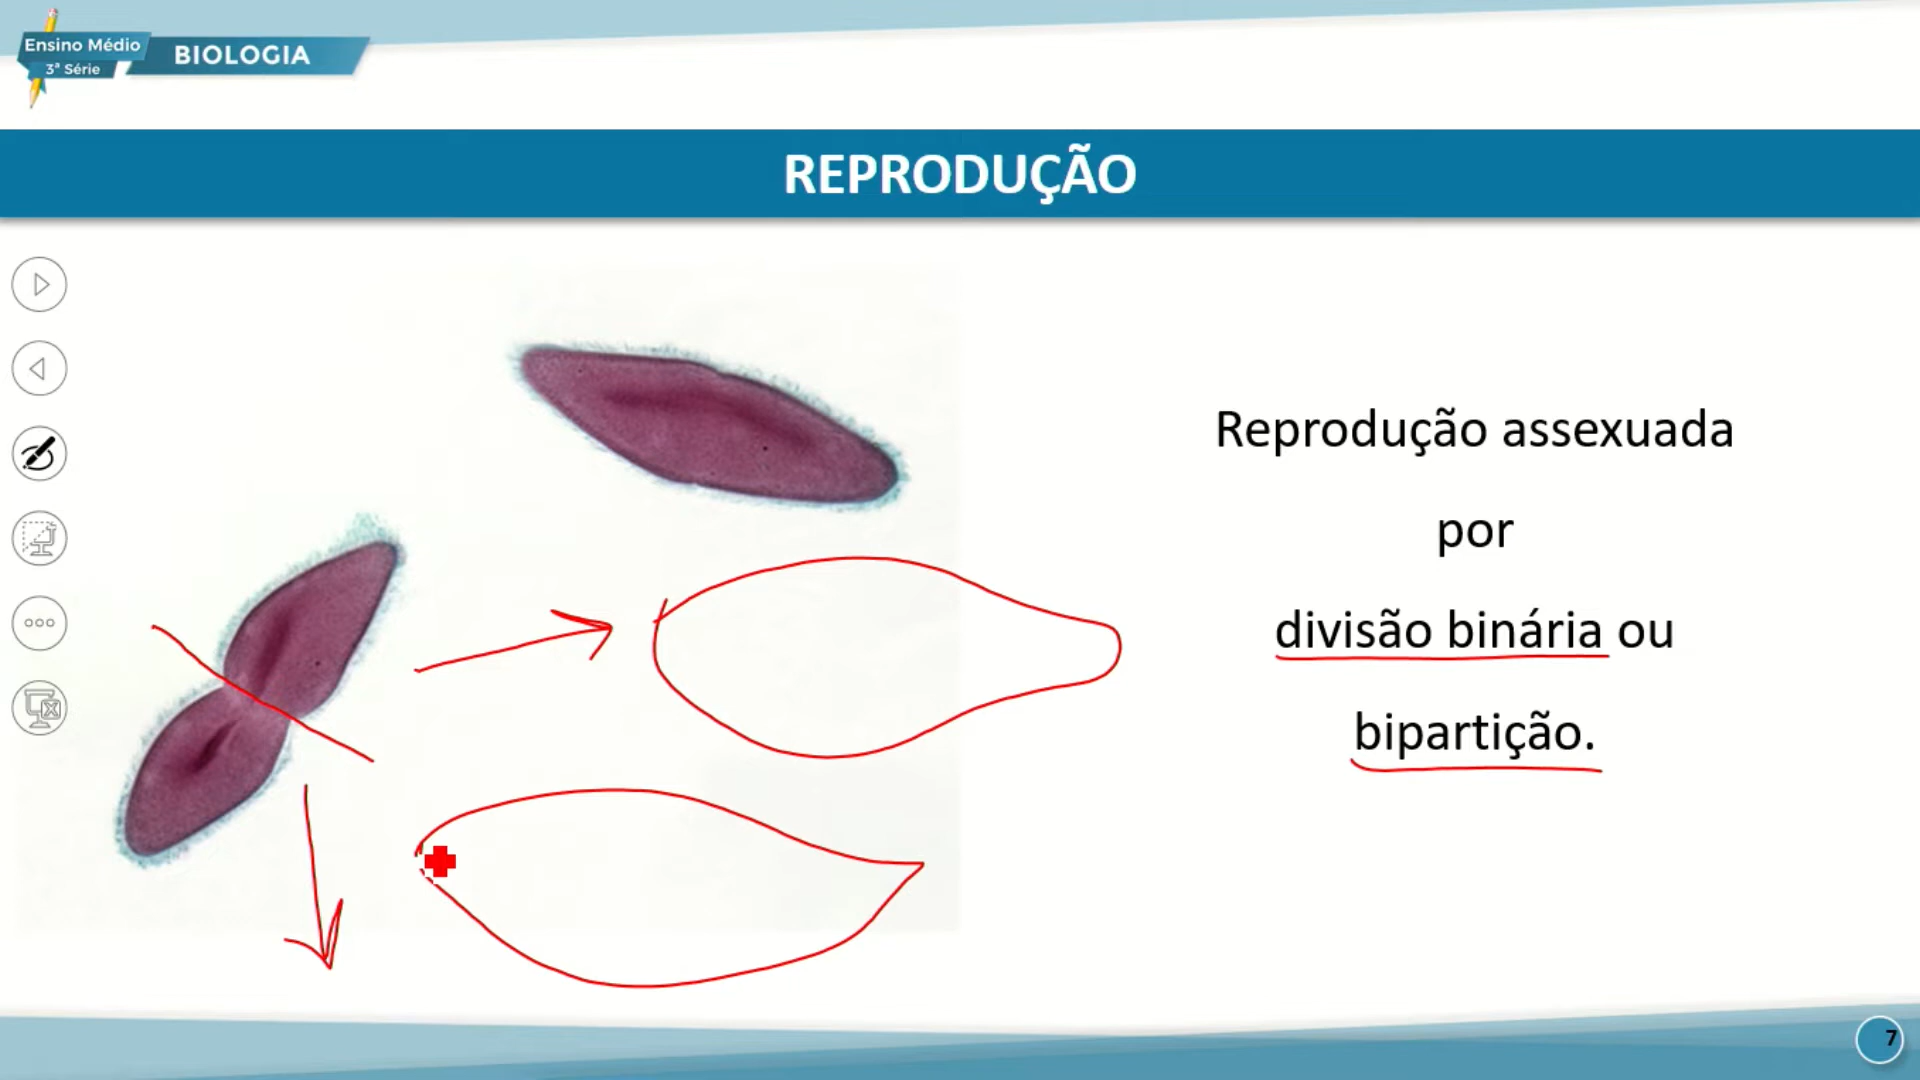 Ensino Médio
3ª Série
BIOLOGIA
REPRODUÇÃO
Reprodução assexuada
por
divisão binária ou
bipartição.
7